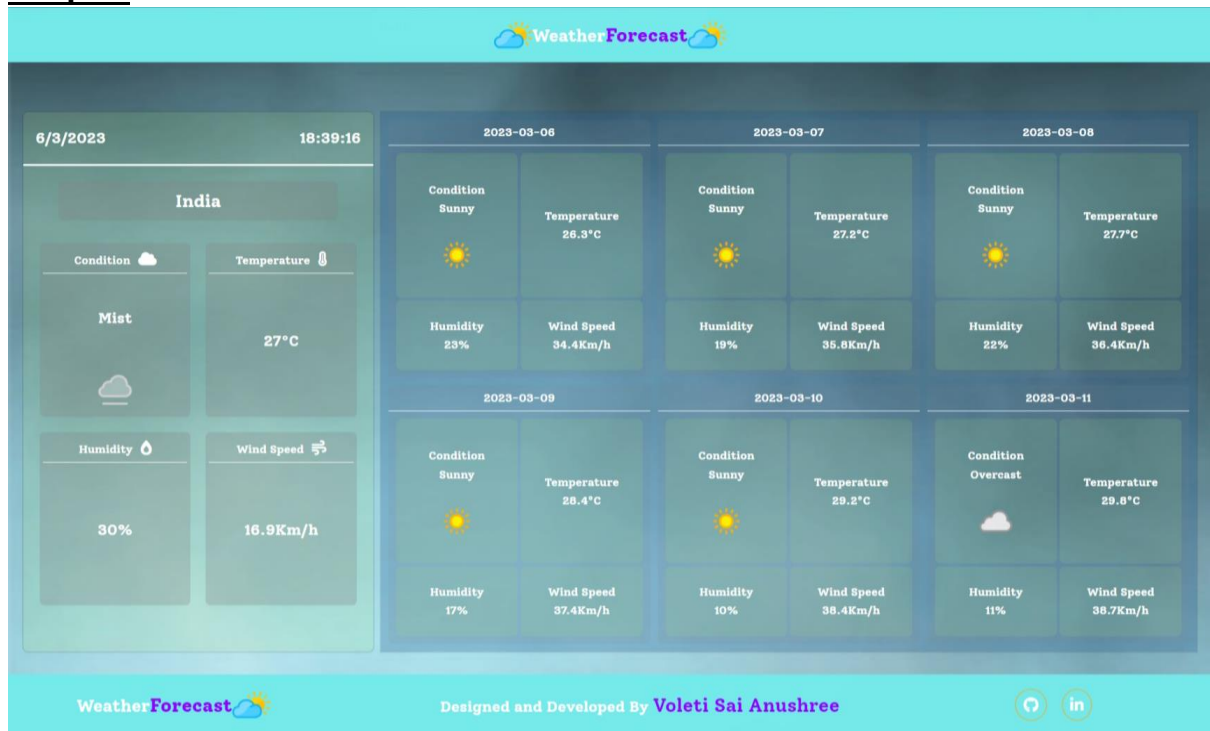 WeatherForecast
6/3/2023 18:39:16
India
Condition Temperature
Mist
27°C
Humidity Wind Speed
30% 16.9Km/h
2023-03-06
Condition
Sunny
Temperature
26.3°C
Humidity
23%
Wind Speed
34.4Km/h
2023-03-07
Condition
Sunny
Temperature
27.2°C
Humidity
19%
Wind Speed
35.8Km/h
2023-03-08
Condition
Sunny
Temperature
27.7°C
Humidity
22%
Wind Speed
36.4Km/h
2023-03-09
Condition
Sunny
Temperature
28.4°C
Humidity
17%
Wind Speed
37.4Km/h
2023-03-10
Condition
Sunny
Temperature
29.2°C
Humidity
10%
Wind Speed
38.4Km/h
2023-03-11
Condition
Overcast
Temperature
29.8°C
Humidity
11%
Wind Speed
38.7Km/h
WeatherForecast
Designed and Developed By Voleti Sai Anushree
in